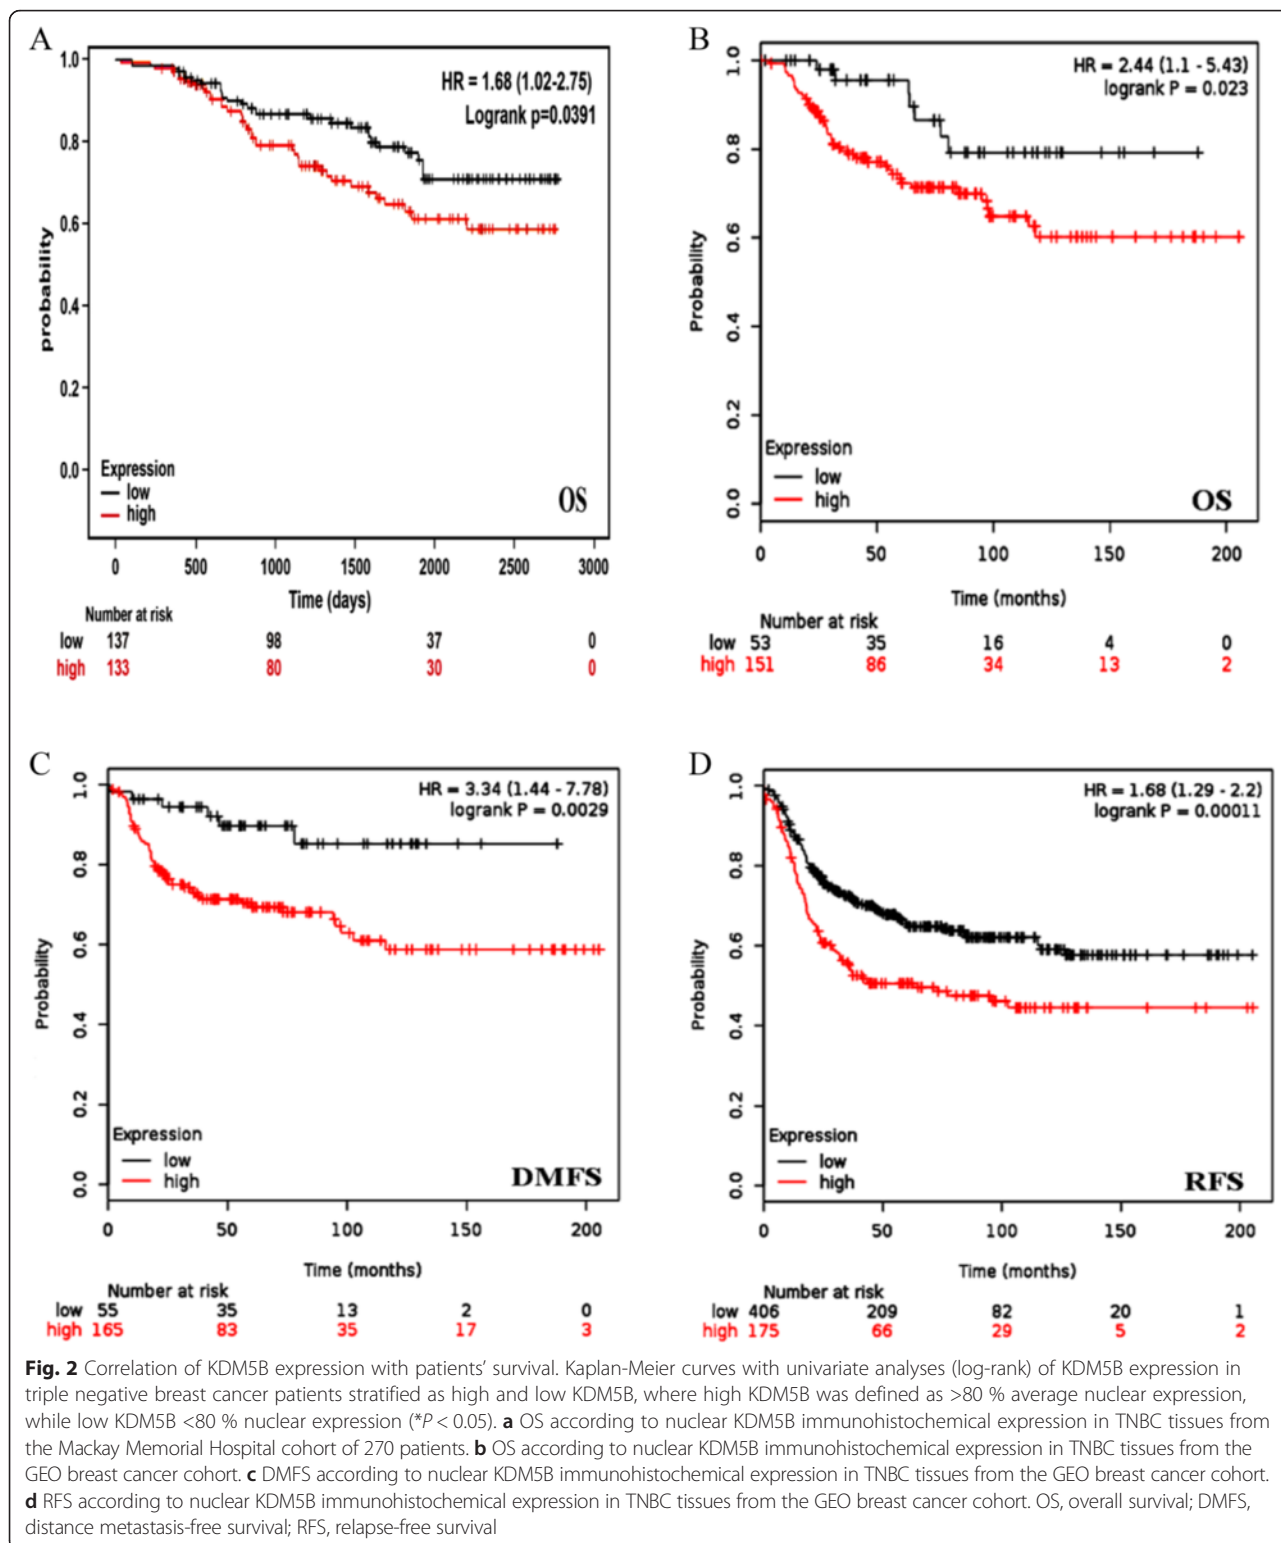 A
HR = 1.68 (1.02-2.75)
Logrank p=0.0391
1.0
0.8
0.6
0.4
0.2
0.0
probability
Expression
low
high
OS
0 500 1000 1500 2000 2500 3000
Time (days)
Number at risk
low 137 98 37 0
high 133 80 30 0
B
HR = 2.44 (1.1 - 5.43)
logrank P = 0.023
1.0
0.8
0.6
0.4
0.2
0.0
Probability
Expression
low
high
OS
0 50 100 150 200
Time (months)
Number at risk
low 53 35 16 4 0
high 151 86 34 13 2
C
HR = 3.34 (1.44 - 7.78)
logrank P = 0.0029
1.0
0.8
0.6
0.4
0.2
0.0
Probability
Expression
low
high
DMFS
0 50 100 150 200
Time (months)
Number at risk
low 55 35 13 2 0
high 165 83 35 17 3
D
HR = 1.68 (1.29 - 2.2)
logrank P = 0.00011
1.0
0.8
0.6
0.4
0.2
0.0
Probability
Expression
low
high
RFS
0 50 100 150 200
Time (months)
Number at risk
low 406 209 82 20 1
high 175 66 29 5 2
Fig. 2 Correlation of KDM5B expression with patients' survival. Kaplan-Meier curves with univariate analyses (log-rank) of KDM5B expression in
triple negative breast cancer patients stratified as high and low KDM5B, where high KDM5B was defined as >80 % average nuclear expression,
while low KDM5B <80 % nuclear expression (*P < 0.05). a OS according to nuclear KDM5B immunohistochemical expression in TNBC tissues from
the Mackay Memorial Hospital cohort of 270 patients. b OS according to nuclear KDM5B immunohistochemical expression in TNBC tissues from the
GEO breast cancer cohort. c DMFS according to nuclear KDM5B immunohistochemical expression in TNBC tissues from the GEO breast cancer cohort.
d RFS according to nuclear KDM5B immunohistochemical expression in TNBC tissues from the GEO breast cancer cohort. OS, overall survival; DMFS,
distance metastasis-free survival; RFS, relapse-free survival